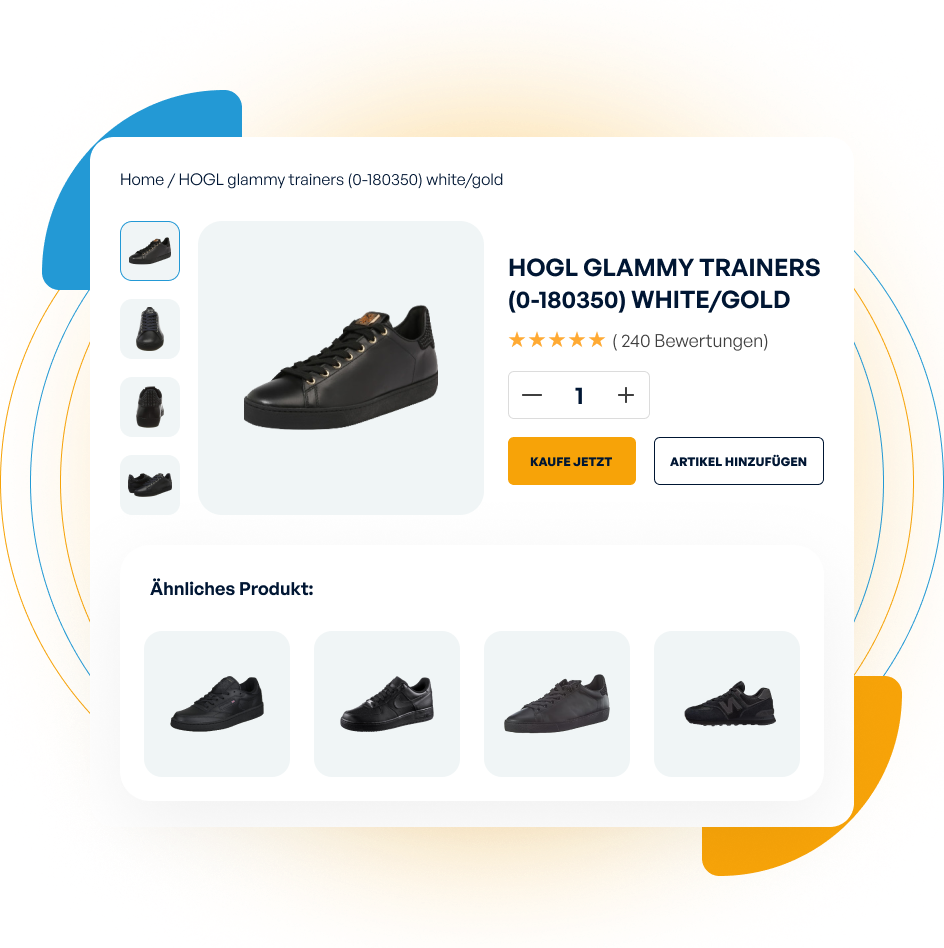 Home / HOGL glammy trainers (0-180350) white/gold
HOGL GLAMMY TRAINERS
(0-180350) WHITE/GOLD
★★★★★ ( 240 Bewertungen)
— 1 +
KAUFE JETZT
ARTIKEL HINZUFÜGEN
Ähnliches Produkt: